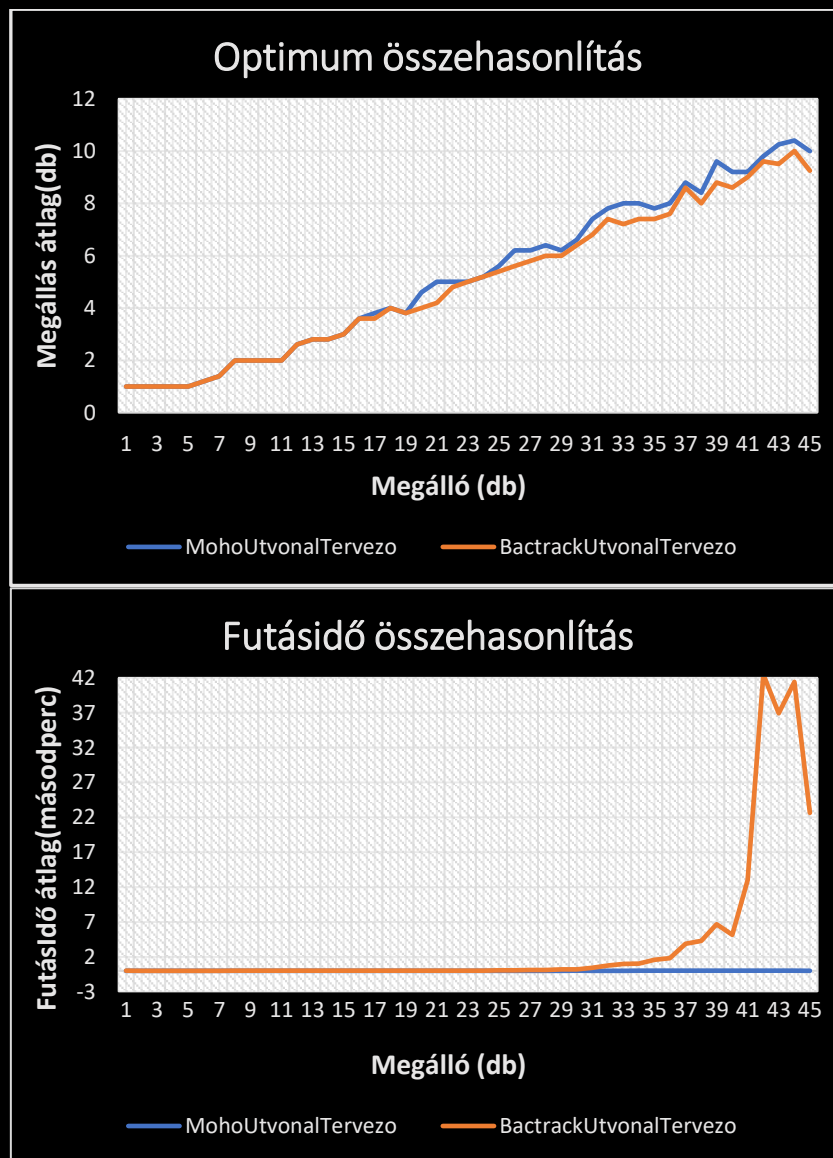 Optimum összehasonlítás
Megállás átlag(db)
12
10
8
6
4
2
0
1 3 5 7 9 11 13 15 17 19 21 23 25 27 29 31 33 35 37 39 41 43 45
Megálló (db)
MohoUtvonalTervezo BactrackUtvonalTervezo
Futásidő összehasonlítás
FutásIdő átlag(másodperc)
42
37
32
27
22
17
12
7
2
-3
1 3 5 7 9 11 13 15 17 19 21 23 25 27 29 31 33 35 37 39 41 43 45
Megálló (db)
MohoUtvonalTervezo BactrackUtvonalTervezo